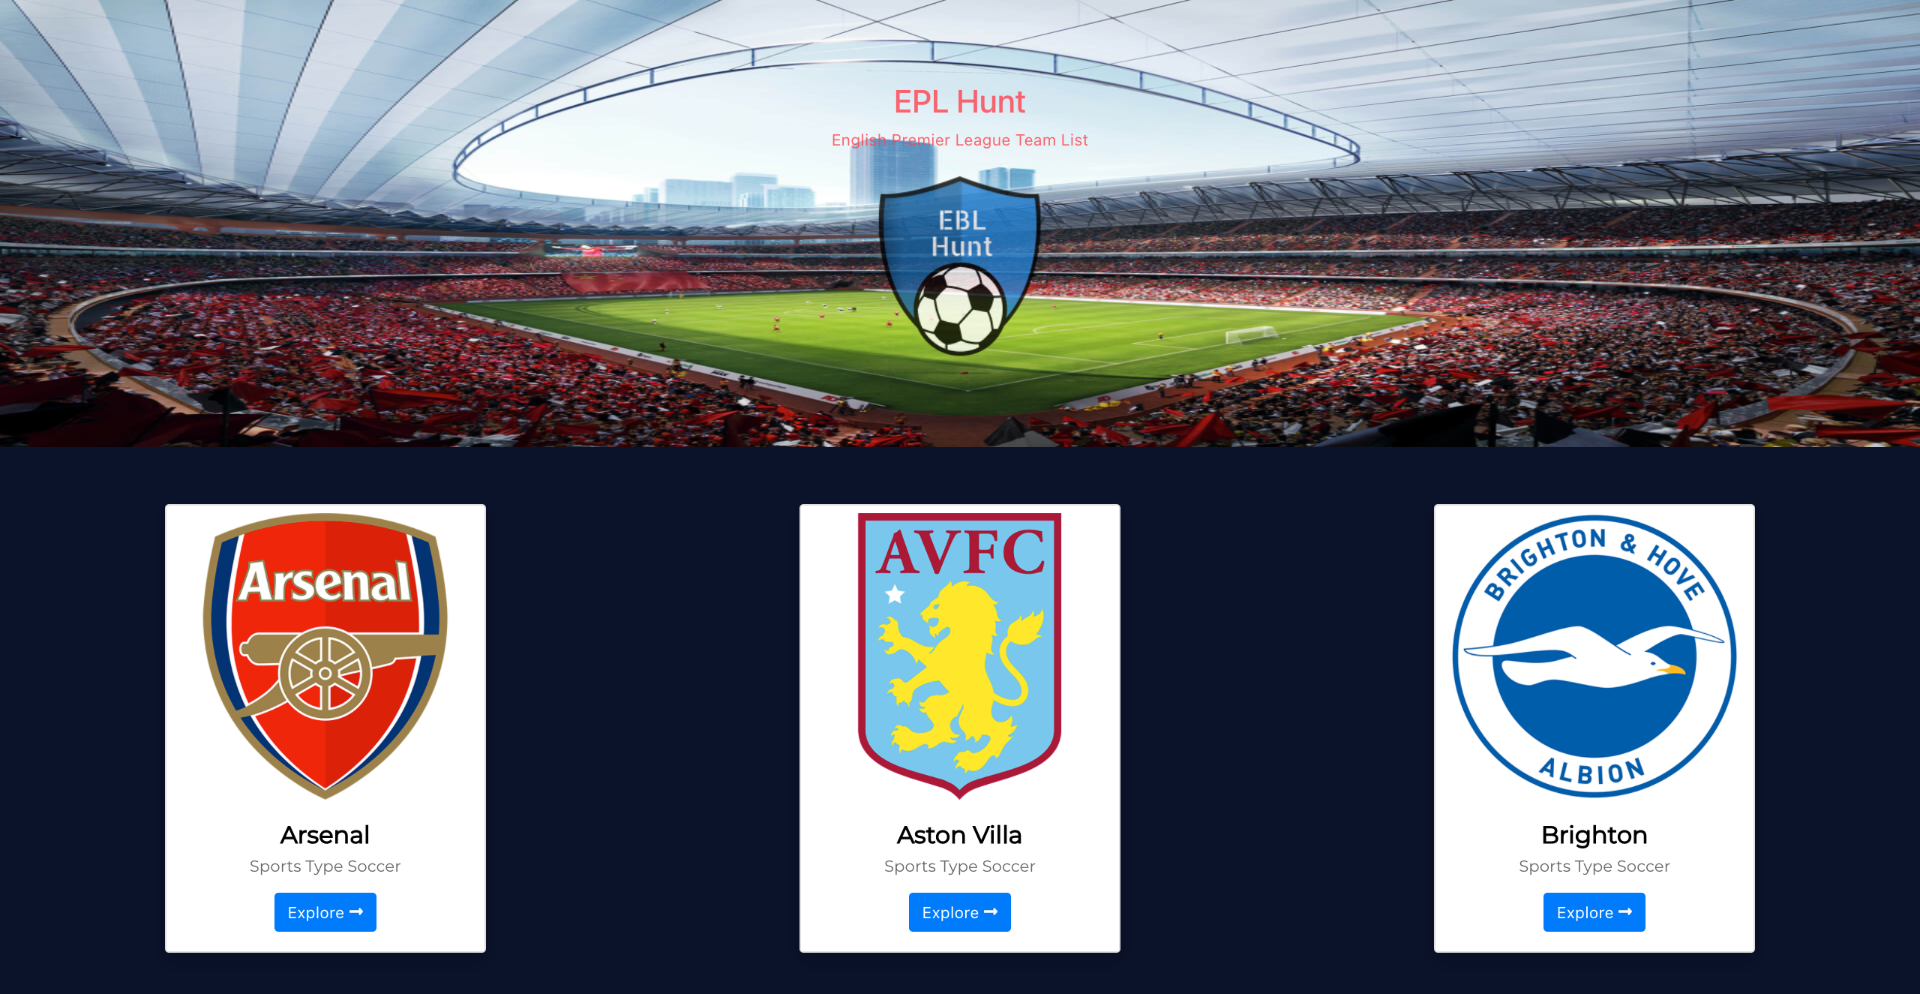 EPL Hunt
English Premier League Team List
EBL
Hunt
Arsenal
AVFC
BRIGHTON & HOVE
ALBION
Arsenal
Aston Villa
Brighton
Sports Type Soccer
Sports Type Soccer
Sports Type Soccer
Explore
Explore
Explore